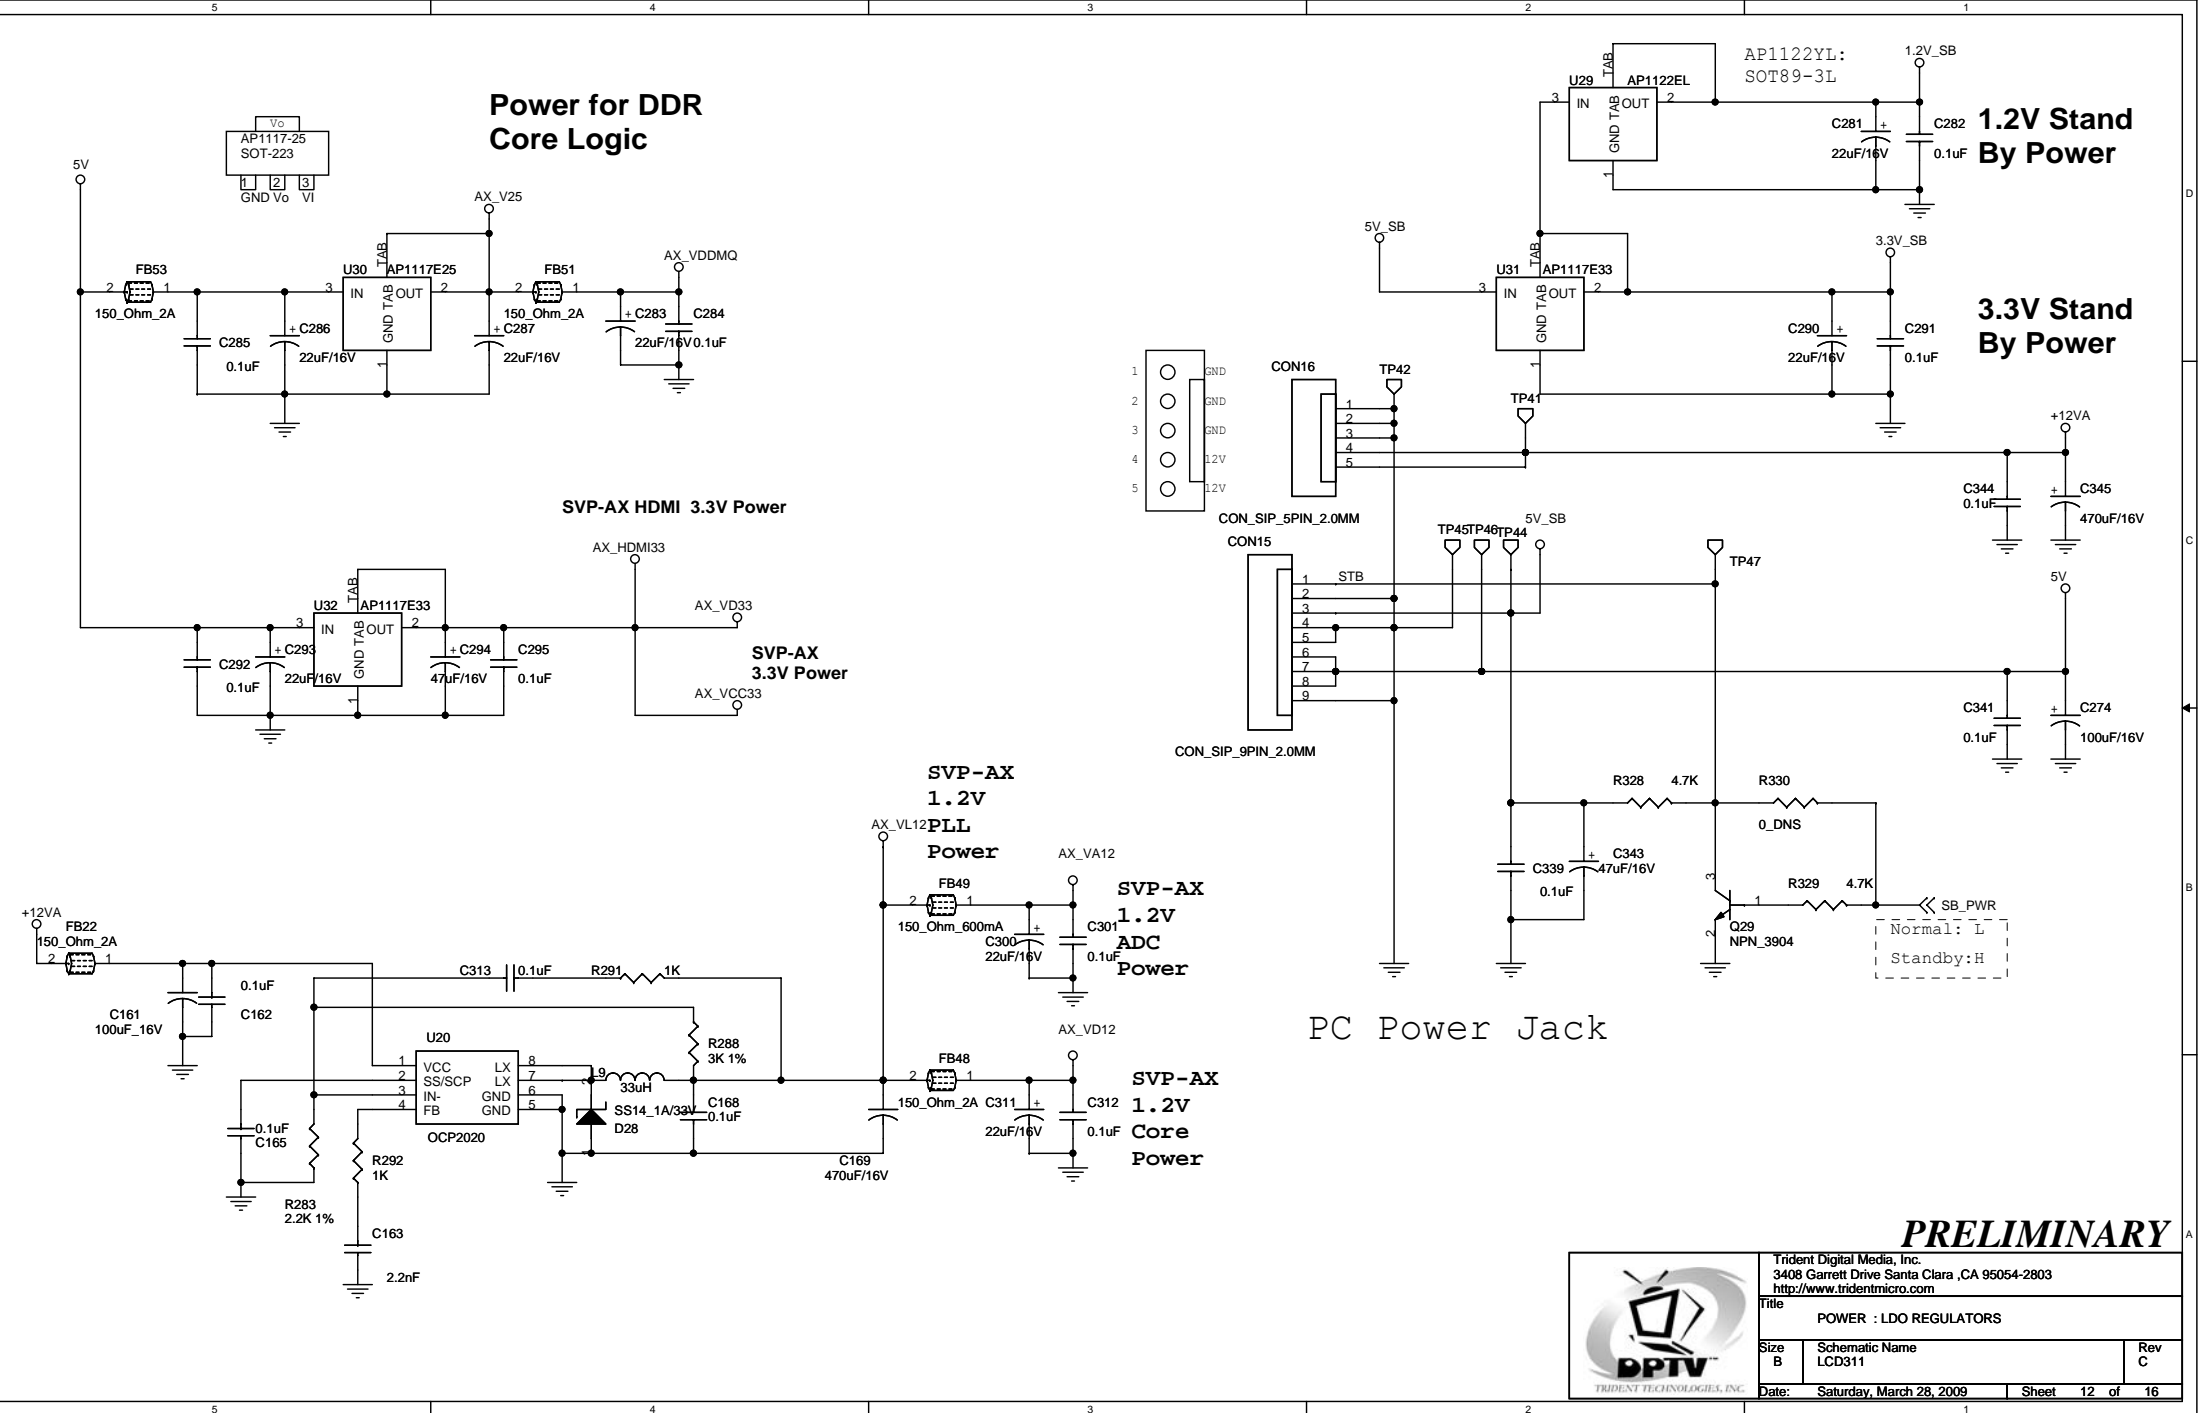 5 4 3 2 1
Power for DDR
Core Logic
Vo
AP1117-25
SOT-223
1 2 3
GND Vo VI
5V
FB53
2 1
150_Ohm_2A
C285
0.1uF
+ C286
22uF/16V
U30 AP1117E25
TAB
3 IN OUT 2
GND TAB
1
AX_V25
+ C287
22uF/16V
FB51
2 1
150_Ohm_2A
AX_VDDMQ
+ C283
22uF/16V
C284
0.1uF
AP1122YL:
SOT89-3L
U29 AP1122EL
TAB
3 IN OUT 2
GND TAB
1
1.2V_SB
C281 +
22uF/16V
C282
0.1uF
1.2V Stand
By Power
5V_SB
U31 AP1117E33
TAB
3 IN OUT 2
GND TAB
1
3.3V_SB
C290 +
22uF/16V
C291
0.1uF
3.3V Stand
By Power
D
1 GND
2 GND
3 GND
4 12V
5 12V
CON16
1
2
3
4
5
CON_SIP_5PIN_2.0MM
TP42
TP41
+12VA
C344
0.1uF
+ C345
470uF/16V
C
SVP-AX HDMI 3.3V Power
AX_HDMI33
AX_VD33
U32 AP1117E33
TAB
3 IN OUT 2
GND TAB
1
C292
0.1uF
+ C293
22uF/16V
+ C294
47uF/16V
C295
0.1uF
SVP-AX
3.3V Power
AX_VCC33
CON15
1 STB
2
3
4
5
6
7
8
9
CON_SIP_9PIN_2.0MM
TP45 TP46 TP44
5V_SB
TP47
5V
C341
0.1uF
+ C274
100uF/16V
R328 4.7K
R330
0_DNS
C339
0.1uF
+ C343
47uF/16V
R329 4.7K
3
1
2
Q29
NPN_3904
SB_PWR
Normal: L
Standby:H
B
PC Power Jack
SVP-AX
1.2V
PLL
Power
AX_VL12
FB49
2 1
150_Ohm_600mA
AX_VA12
C300 +
22uF/16V
C301
0.1uF
SVP-AX
1.2V
ADC
Power
+12VA
FB22
150_Ohm_2A
2 1
C161
100uF_16V
0.1uF
C162
C313 0.1uF R291 1K
U20
1 VCC LX 8
2 SS/SCP LX 7
3 IN- GND 6
4 FB GND 5
OCP2020
R288
3K 1%
L9
33uH
2
SS14_1A/33V
D28
1
C168
0.1uF
C169
470uF/16V
0.1uF
C165
R283
2.2K 1%
R292
1K
C163
2.2nF
FB48
2 1
150_Ohm_2A
AX_VD12
C311 +
22uF/16V
C312
0.1uF
SVP-AX
1.2V
Core
Power
A
PRELIMINARY
DPTV™
TRIDENT TECHNOLOGIES, INC.
Trident Digital Media, Inc.
3408 Garrett Drive Santa Clara ,CA 95054-2803
http://www.tridentmicro.com
Title
POWER : LDO REGULATORS
Size
B
Schematic Name
LCD311
Rev
C
Date: Saturday, March 28, 2009 Sheet 12 of 16
5 4 3 2 1